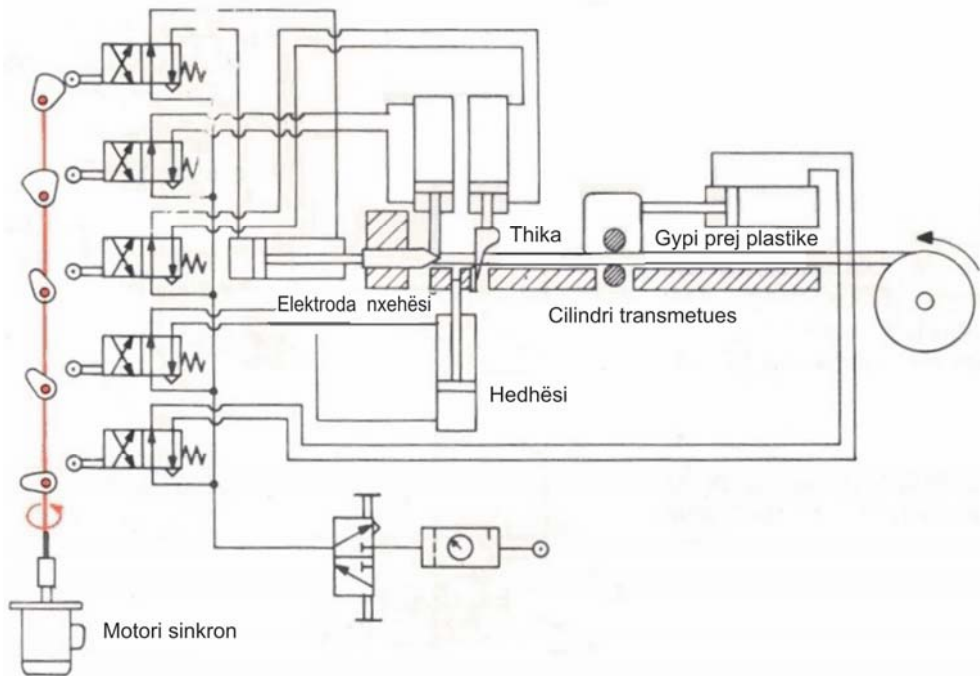 Thika
Gypi prej plastike
Elektroda nxehësi
Cilindri transmetues
Hedhësi
Motori sinkron